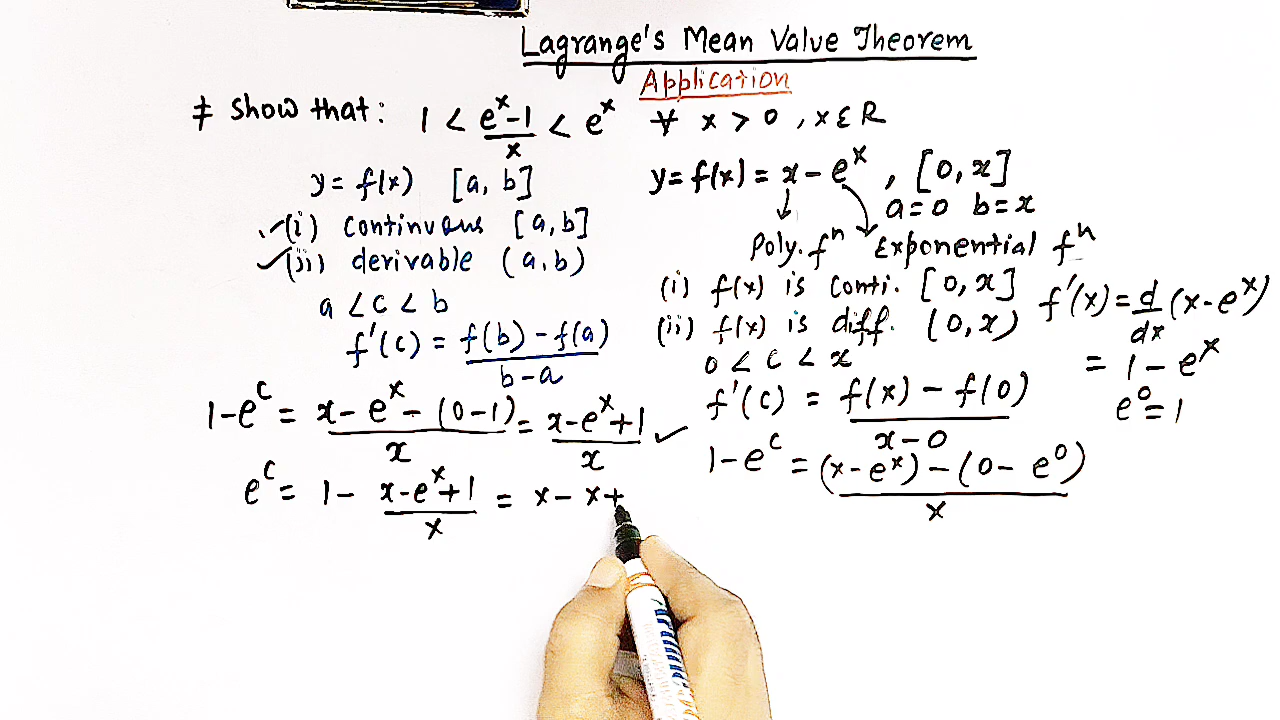 Lagrange's Mean Value Theorem
Application
≠ Show that: 1 < (e^x-1)/x < e^x ∀ x > 0, x ε R
y = f(x) [a, b]
(i) continuous [a, b]
(ii) derivable (a, b)
a < c < b
f'(c) = (f(b) - f(a))/(b-a)
y = f(x) = x - e^x, [0, x]
a=0 b=x
Poly. fⁿ Exponential fⁿ
(i) f(x) is conti. [0, x]
(ii) f(x) is diff. (0, x)
0 < c < x
f'(x) = d/dx (x-e^x)
= 1 - e^x
e^0 = 1
f'(c) = (f(x) - f(0))/(x-0)
1-e^c = ((x-e^x) - (0-e^0))/x
1-e^c = (x-e^x-(0-1))/x = (x-e^x+1)/x ✓
e^c = 1 - (x-e^x+1)/x = x-x+